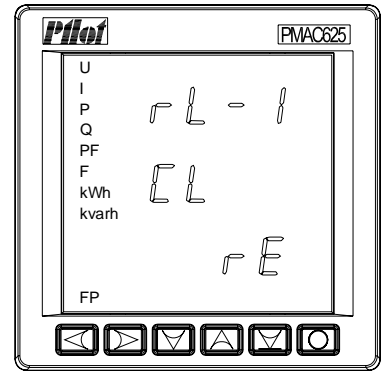 Pilot PMAC625
U
I
P
Q
PF
F
kWh
kvarh
rL-1
CL
rE
FP